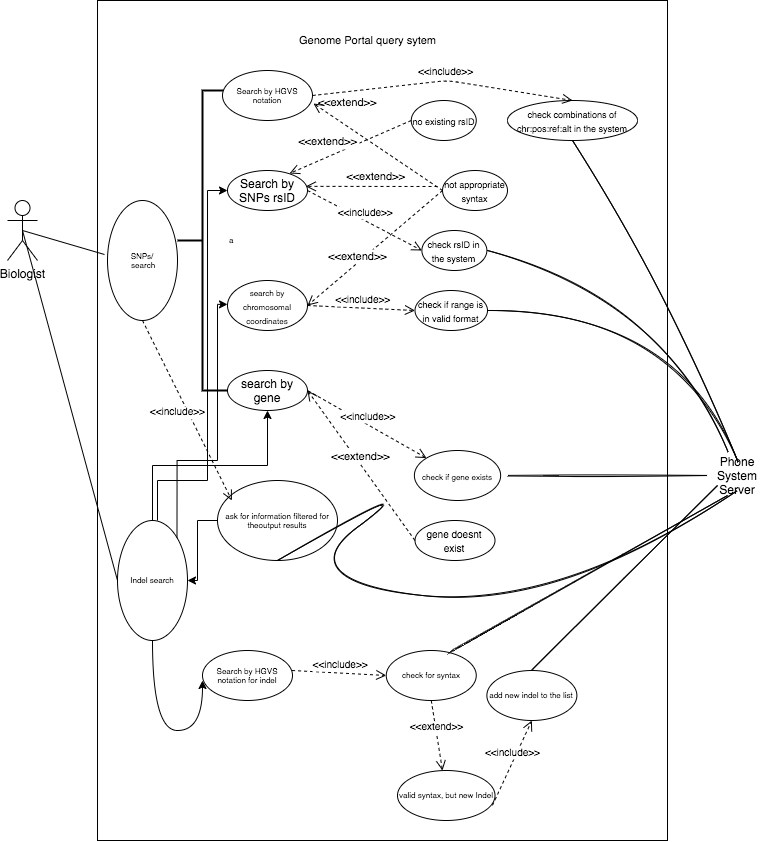 Genome Portal query sytem
<<include>>
Search by HGVS
notation
<<extend>>
no existing rsID
check combinations of
chr:pos:ref:alt in the system
<<extend>>
<<extend>>
Search by
SNPs rsID
not appropriate
syntax
<<include>>
Biologist
SNPs/
search
a
check rsID in
the system
<<extend>>
search by
chromosomal
coordinates
<<include>>
check if range is
in valid format
search by
gene
<<include>>
<<include>>
<<extend>>
check if gene exists
Phone
System
Server
ask for information filtered for
theoutput results
gene doesnt
exist
Indel search
Search by HGVS
notation for indel
<<include>>
check for syntax
add new indel to the list
<<extend>>
<<include>>
valid syntax, but new Indel